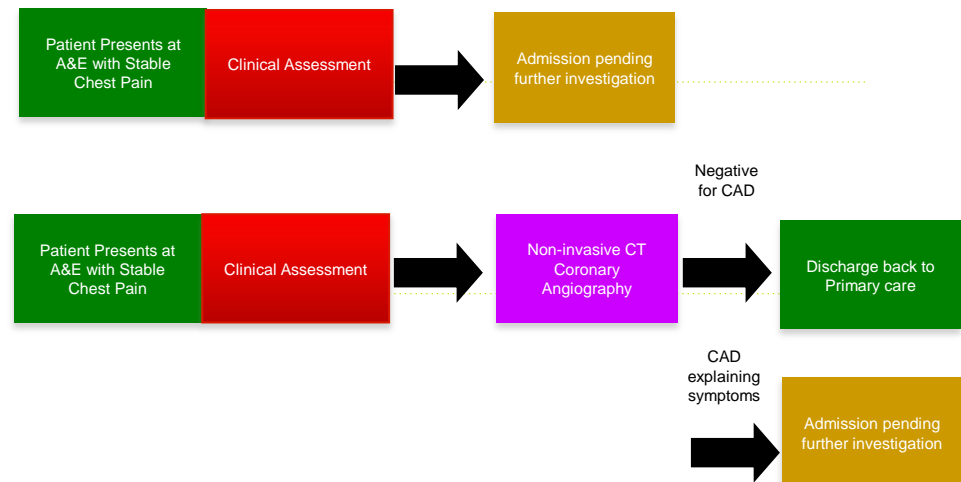 Patient Presents at
A&E with Stable
Chest Pain
Clinical Assessment
Admission pending
further investigation
Negative
for CAD
Patient Presents at
A&E with Stable
Chest Pain
Clinical Assessment
Non-invasive CT
Coronary
Angiography
Discharge back to
Primary care
CAD
explaining
symptoms
Admission pending
further investigation